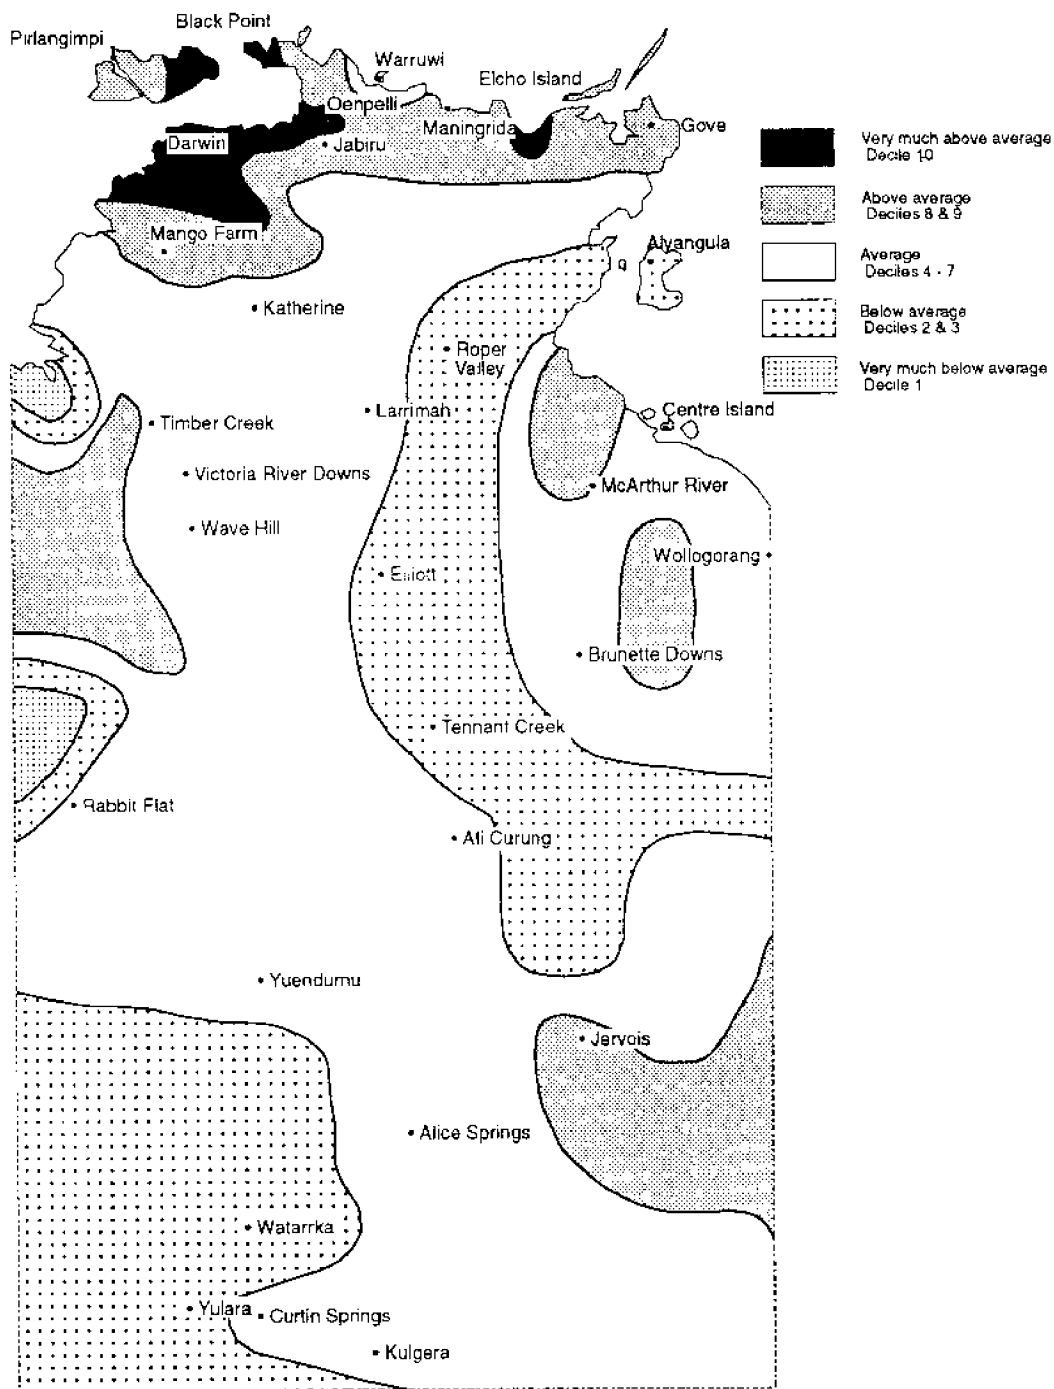 Black Point
Pirlangimpi
Warruwi
Elcho Island
Oenpelli
Maningrida
Gove
Darwin
Jabiru
Very much above average
Decile 10
Above average
Deciles 8 & 9
Mango Farm
Alyangula
Average
Deciles 4 - 7
Katherine
Below average
Deciles 2 & 3
Roper
Valley
Very much below average
Decile 1
Larrimah
Centre Island
Timber Creek
Victoria River Downs
McArthur River
Wave Hill
Wollogorang
Elliott
Brunette Downs
Tennant Creek
Rabbit Flat
Ali Curung
Yuendumu
Jervois
Alice Springs
Watarrka
Yulara
Curtin Springs
Kulgera